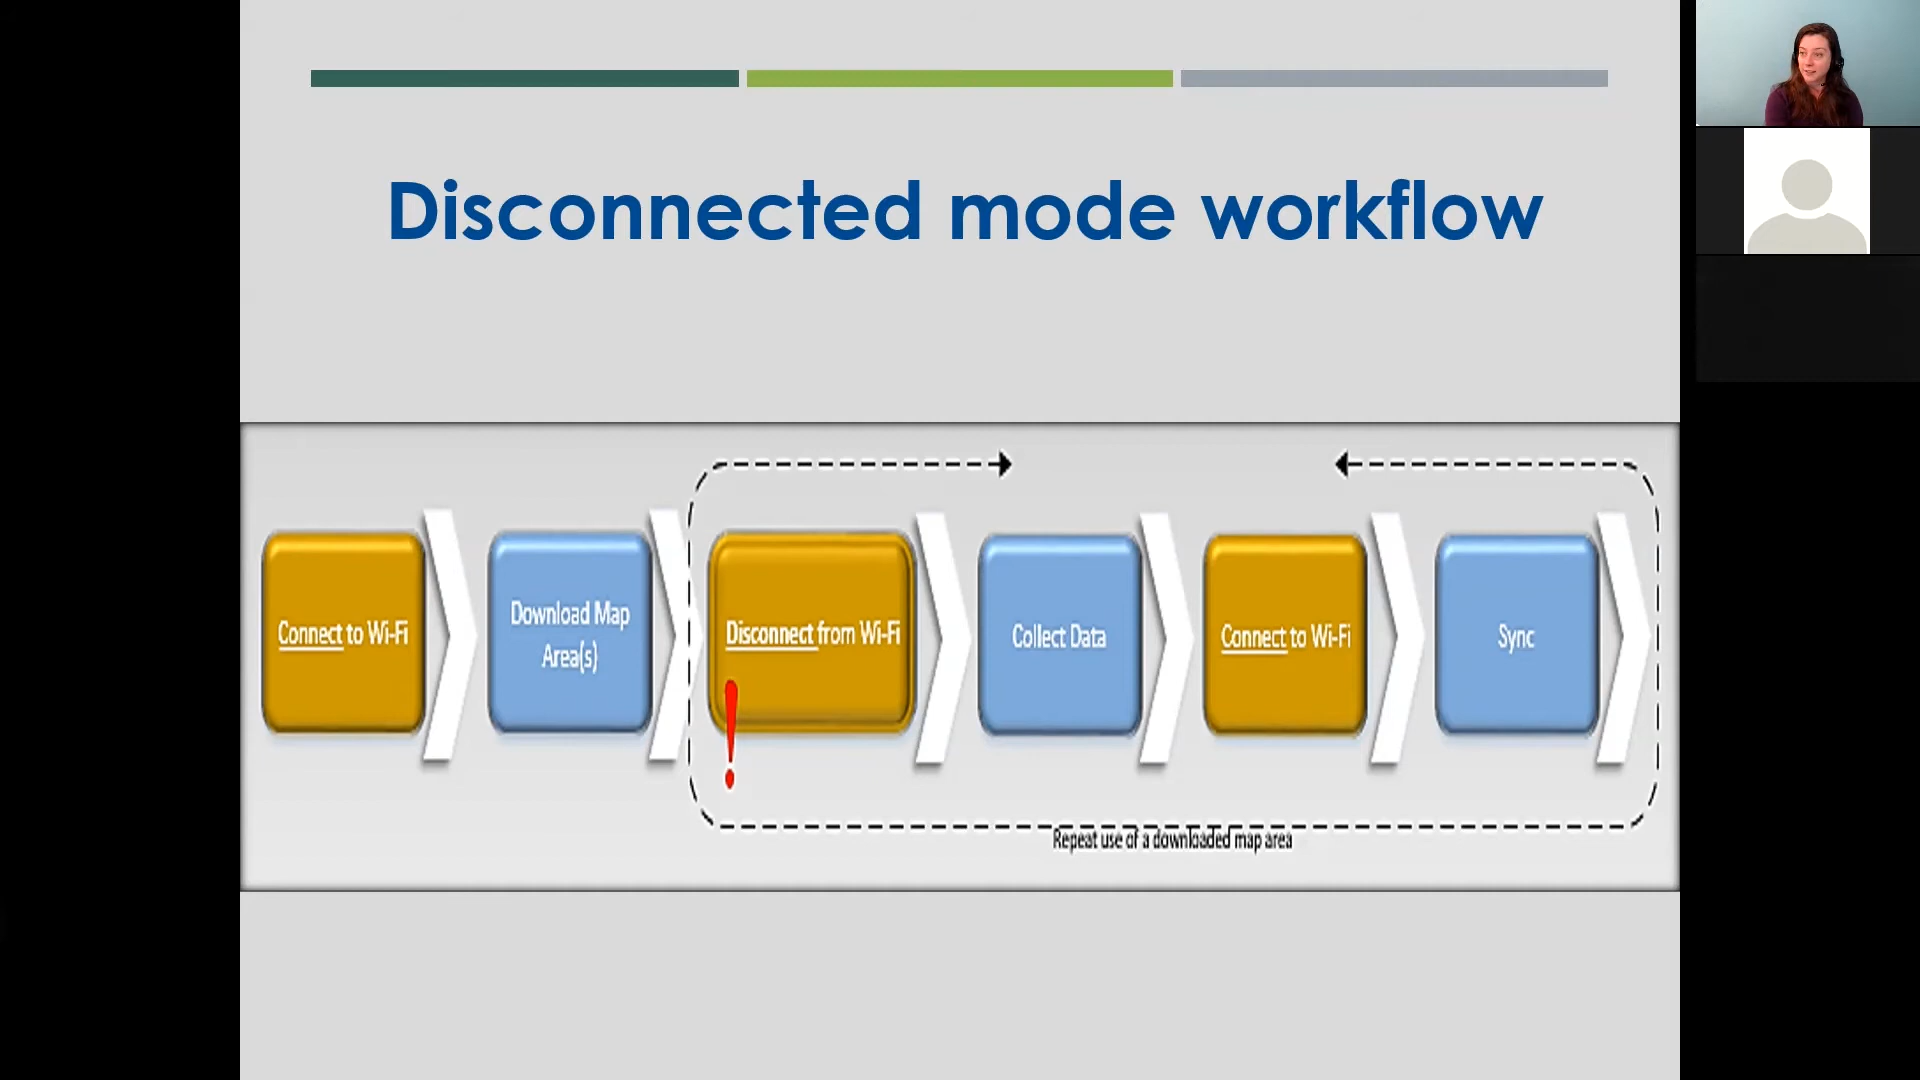 Disconnected mode workflow
Connect to Wi-Fi
Download Map
Area(s)
Disconnect from Wi-Fi
!
Collect Data
Connect to Wi-Fi
Sync
Repeat use of a downloaded map area